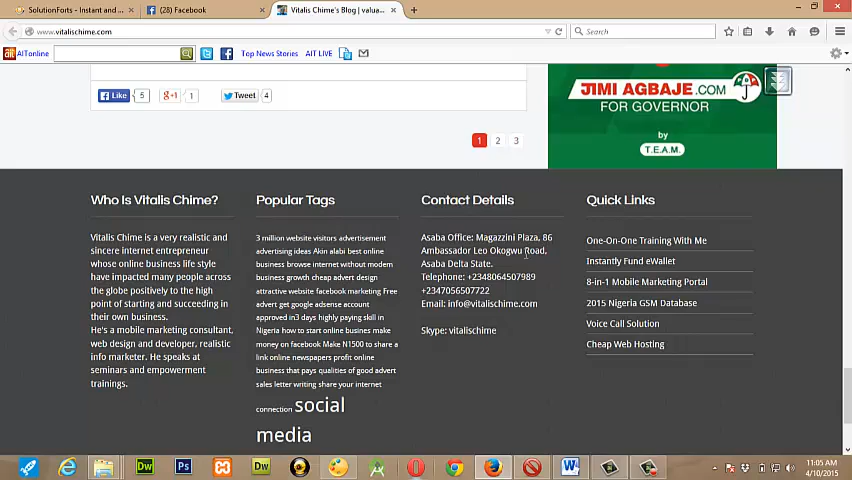 SolutionForts - Instant and ...
(28) Facebook
Vitalis Chime's Blog | valua...
www.vitalischime.com
Search
AITonline
Top News Stories
AIT LIVE
Like 5
+1 1
Tweet 4
1 2 3
JIMI AGBAJE.COM
FOR GOVERNOR
by
T.E.A.M.
Who Is Vitalis Chime?
Vitalis Chime is a very realistic and
sincere internet entrepreneur
whose online business life style
have impacted many people across
the globe positively to the high
point of starting and succeeding in
their own business.
He's a mobile marketing consultant,
web design and developer, realistic
info marketer. He speaks at
seminars and empowerment
trainings.
Popular Tags
3 million website visitors advertisement
advertising ideas Akin alabi best online
business browse internet without modem
business growth cheap advert design
attractive website facebook marketing Free
advert get google adsense account
approved in3 days highly paying skill in
Nigeria how to start online busines make
money on facebook Make N1500 to share a
link online newspapers profit online
business that pays qualities of good advert
sales letter writing share your internet
connection social
media
Contact Details
Asaba Office: Magazzini Plaza, 86
Ambassador Leo Okogwu Road,
Asaba Delta State.
Telephone: +2348064507989
+2347056507722
Email: info@vitalischime.com
Skype: vitalischime
Quick Links
One-On-One Training With Me
Instantly Fund eWallet
8-in-1 Mobile Marketing Portal
2015 Nigeria GSM Database
Voice Call Solution
Cheap Web Hosting
11:05 AM
4/10/2015